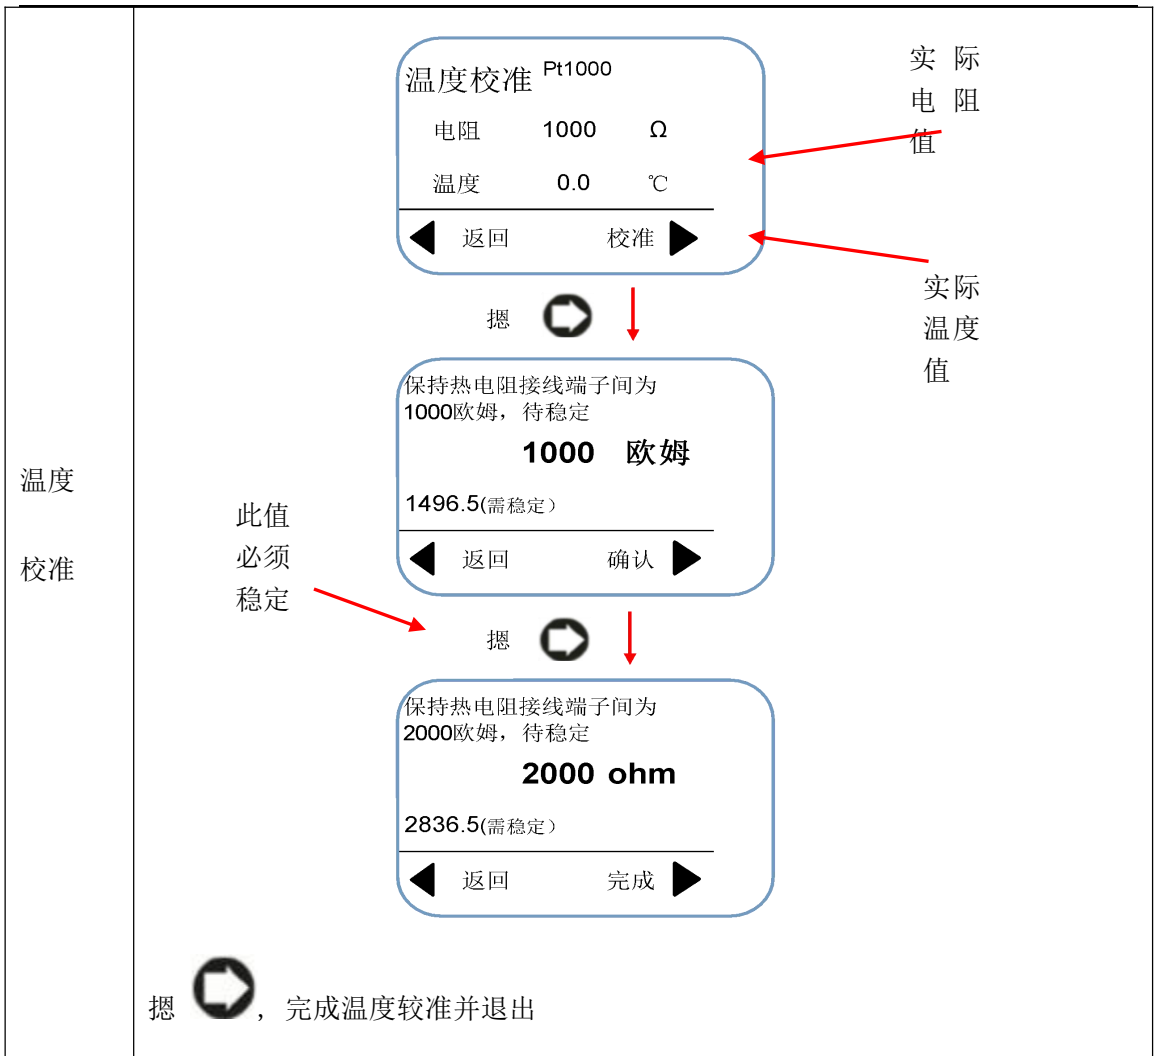 温度校准 Pt1000
电阻 1000 Ω
温度 0.0 ℃
返回 校准
实际
电阻
值
实际
温度
值
摁
保持热电阻接线端子间为
1000欧姆，待稳定
1000 欧姆
1496.5(需稳定）
返回 确认
温度
校准
此值
必须
稳定
摁
保持热电阻接线端子间为
2000欧姆，待稳定
2000 ohm
2836.5(需稳定）
返回 完成
摁 ，完成温度较准并退出